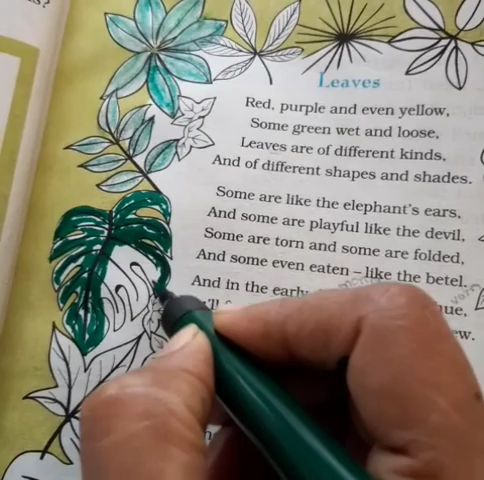 Leaves
Red, purple and even yellow,
Some green wet and loose,
Leaves are of different kinds,
And of different shapes and shades.
Some are like the elephant's ears,
And some are playful like the devil,
Some are torn and some are folded,
And some even eaten – like the betel.
And in the early